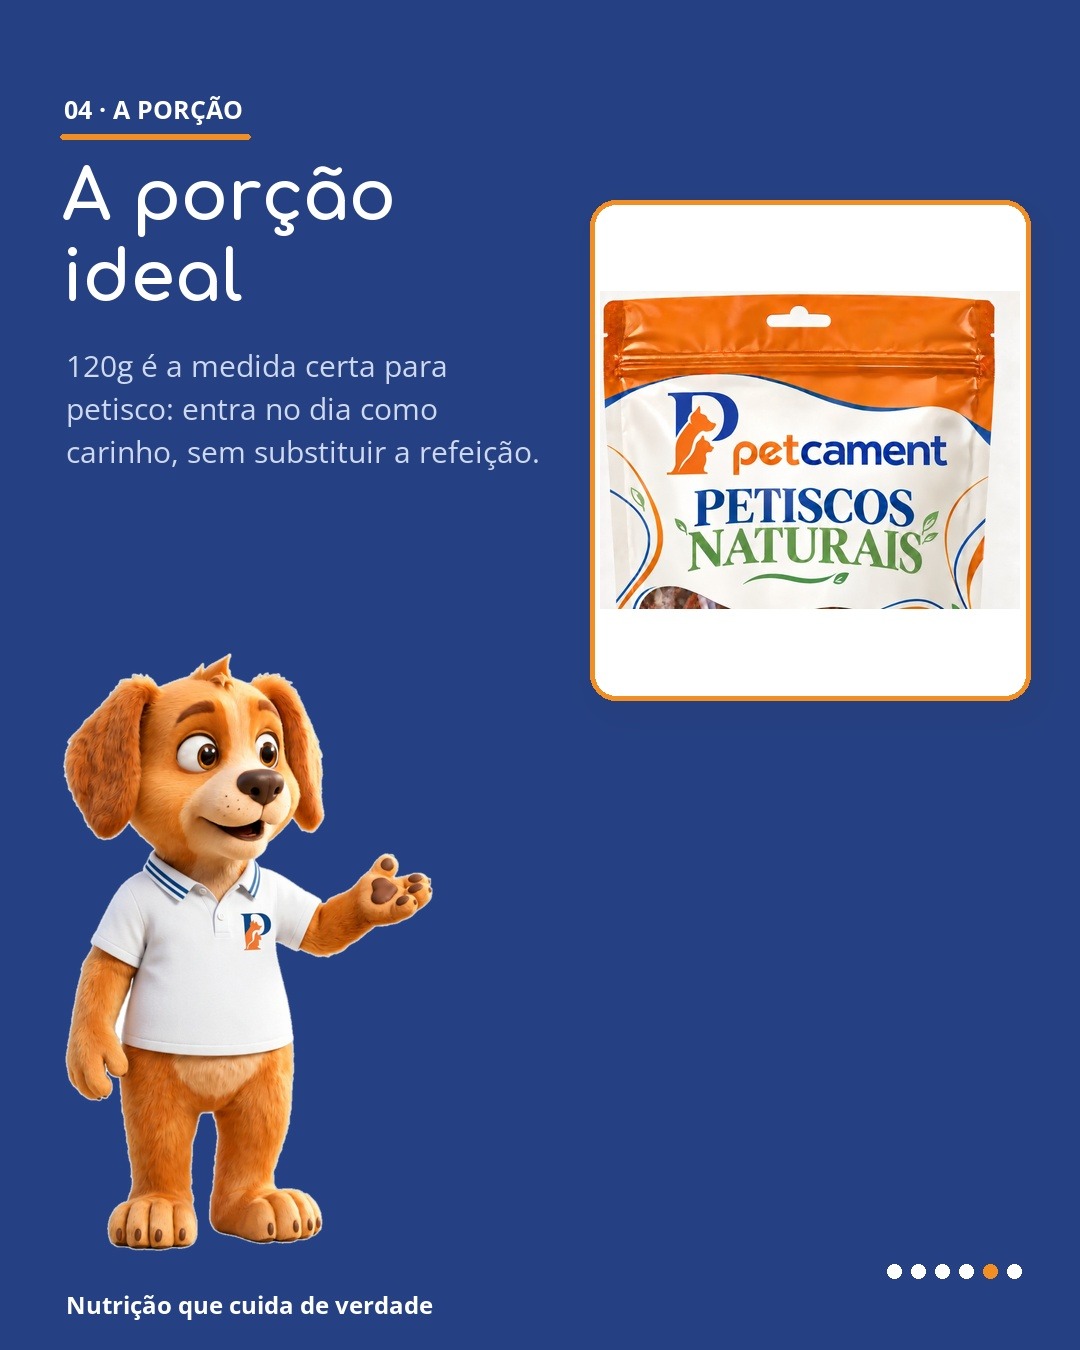 04 · A PORÇÃO
A porção
ideal
120g é a medida certa para
petisco: entra no dia como
carinho, sem substituir a refeição.
P petcament
PETISCOS
NATURAIS
P
Nutrição que cuida de verdade